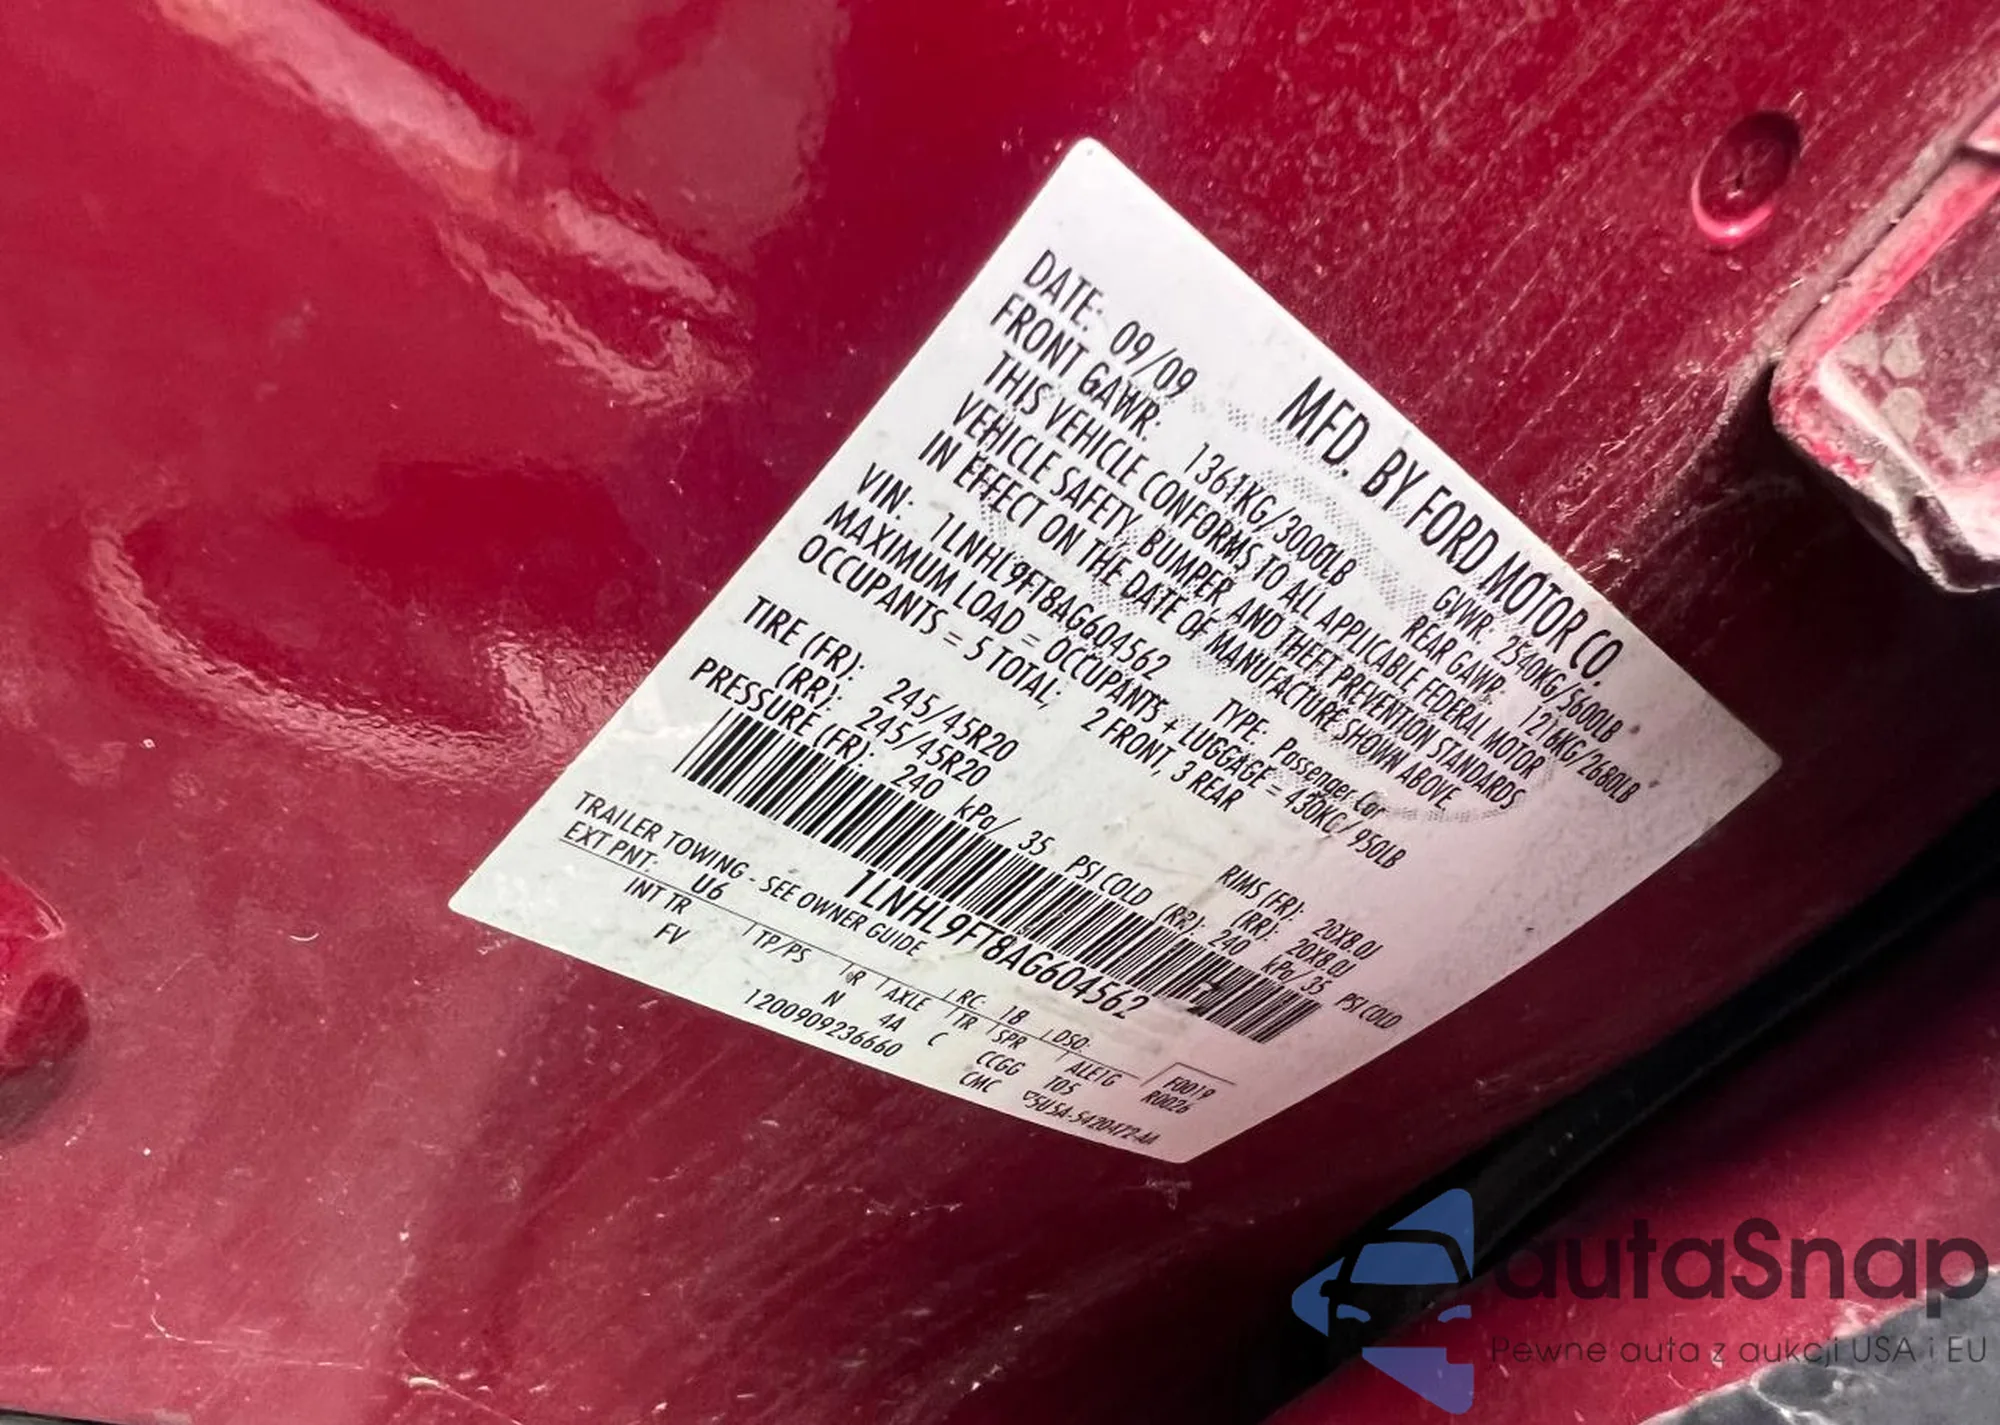 MFD. BY FORD MOTOR CO.
DATE: 09/09 GVWR: 2540KG/5600LB
FRONT GAWR: 1361KG/3000LB REAR GAWR: 1216KG/2680LB
THIS VEHICLE CONFORMS TO ALL APPLICABLE FEDERAL MOTOR
VEHICLE SAFETY, BUMPER, AND THEFT PREVENTION STANDARDS
IN EFFECT ON THE DATE OF MANUFACTURE SHOWN ABOVE.
VIN: 1LNHL9FT8AG604562 TYPE: Passenger Car
MAXIMUM LOAD = OCCUPANTS + LUGGAGE = 430KG/950LB
OCCUPANTS = 5 TOTAL; 2 FRONT, 3 REAR
TIRE (FR): 245/45R20 RIMS (FR): 20X8.0J
(RR): 245/45R20 (RR): 20X8.0J
PRESSURE (FR): 240 kPa/ 35 PSI COLD (RR): 240 kPa/ 35 PSI COLD
1LNHL9FT8AG604562
TRAILER TOWING - SEE OWNER GUIDE
EXT PNT: U6 RC: 18 DSO: F0019
INT TR TP/PS R AXLE TR SPR ALE1G R0026
FV N 4A C CCGG T05
1200909236660 CMC 5USA-5420472-AA
autaSnap
Pewne auta z aukcji USA i EU